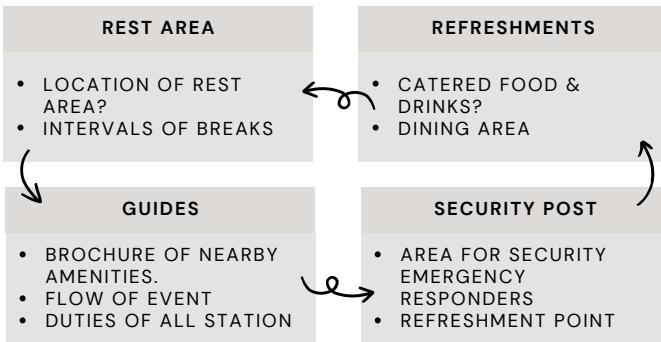 REST AREA
• LOCATION OF REST
AREA?
• INTERVALS OF BREAKS
REFRESHMENTS
• CATERED FOOD &
DRINKS?
• DINING AREA
GUIDES
• BROCHURE OF NEARBY
AMENITIES.
• FLOW OF EVENT
• DUTIES OF ALL STATION
SECURITY POST
• AREA FOR SECURITY
EMERGENCY
RESPONDERS
• REFRESHMENT POINT